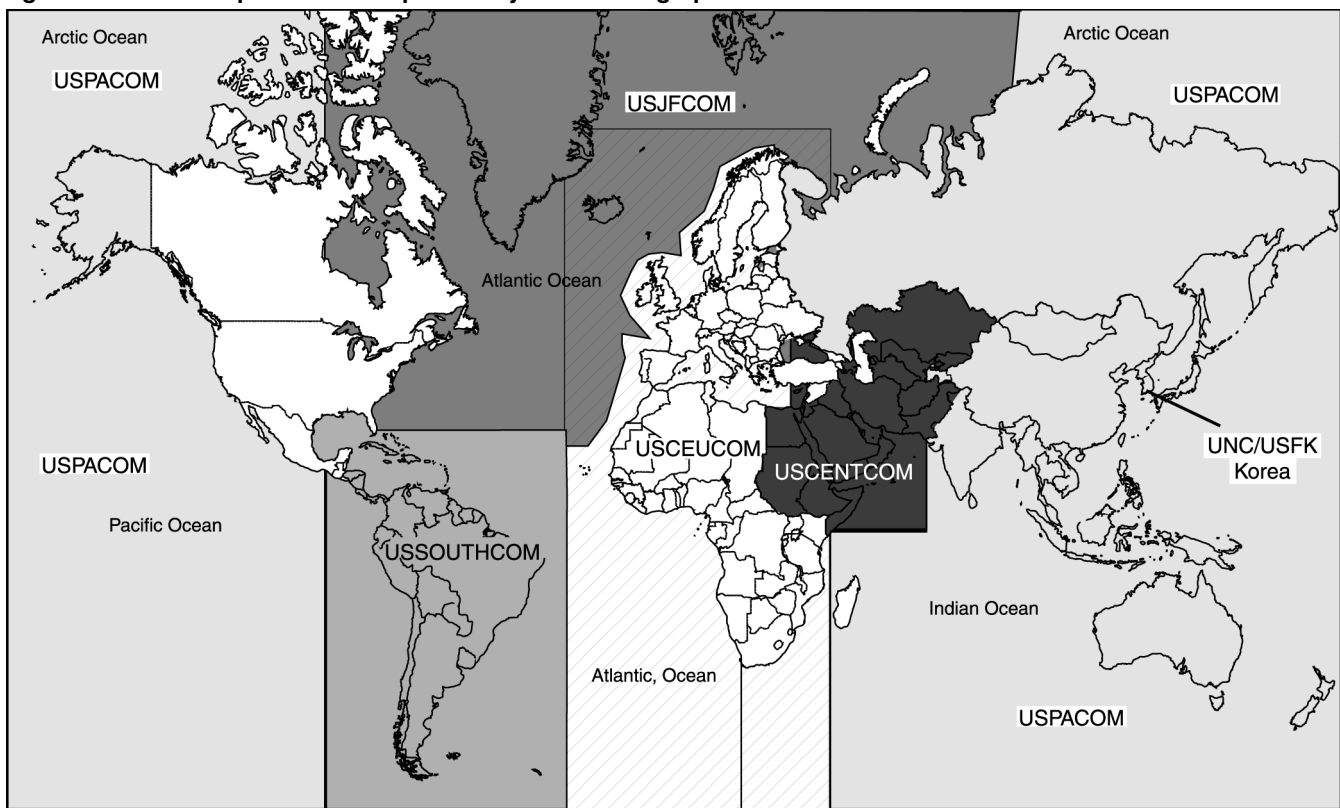 Arctic Ocean
USPACOM
Arctic Ocean
USPACOM
USJFCOM
Atlantic Ocean
USPACOM
Pacific Ocean
USCEUCOM
USCENTCOM
UNC/USFK
Korea
USSOUTHCOM
Indian Ocean
Atlantic, Ocean
USPACOM